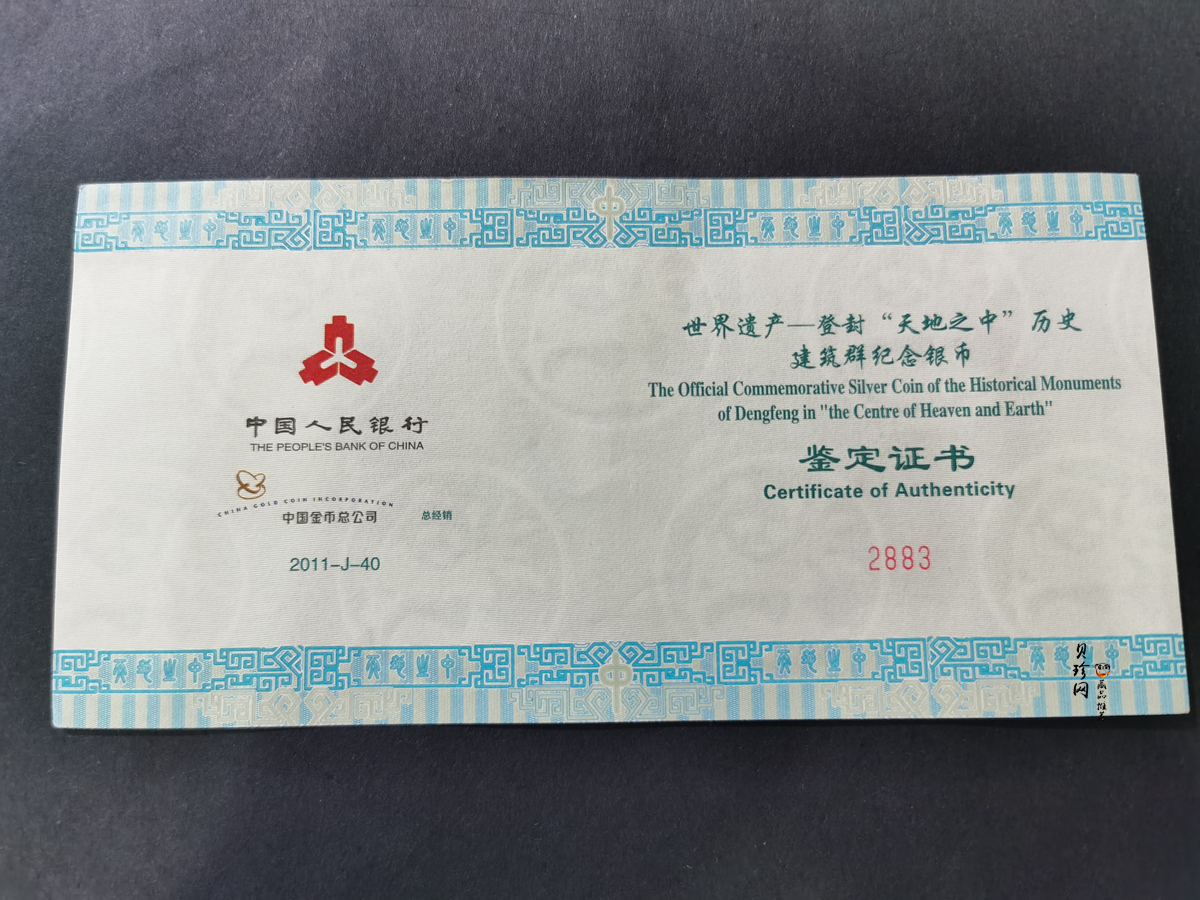 中国人民银行
THE PEOPLE'S BANK OF CHINA
CHINA GOLD COIN INCORPORATION
中国金币总公司 总经销
2011-J-40
世界遗产—登封“天地之中”历史
建筑群纪念银币
The Official Commemorative Silver Coin of the Historical Monuments
of Dengfeng in "the Centre of Heaven and Earth"
鉴定证书
Certificate of Authenticity
2883
贝珍网